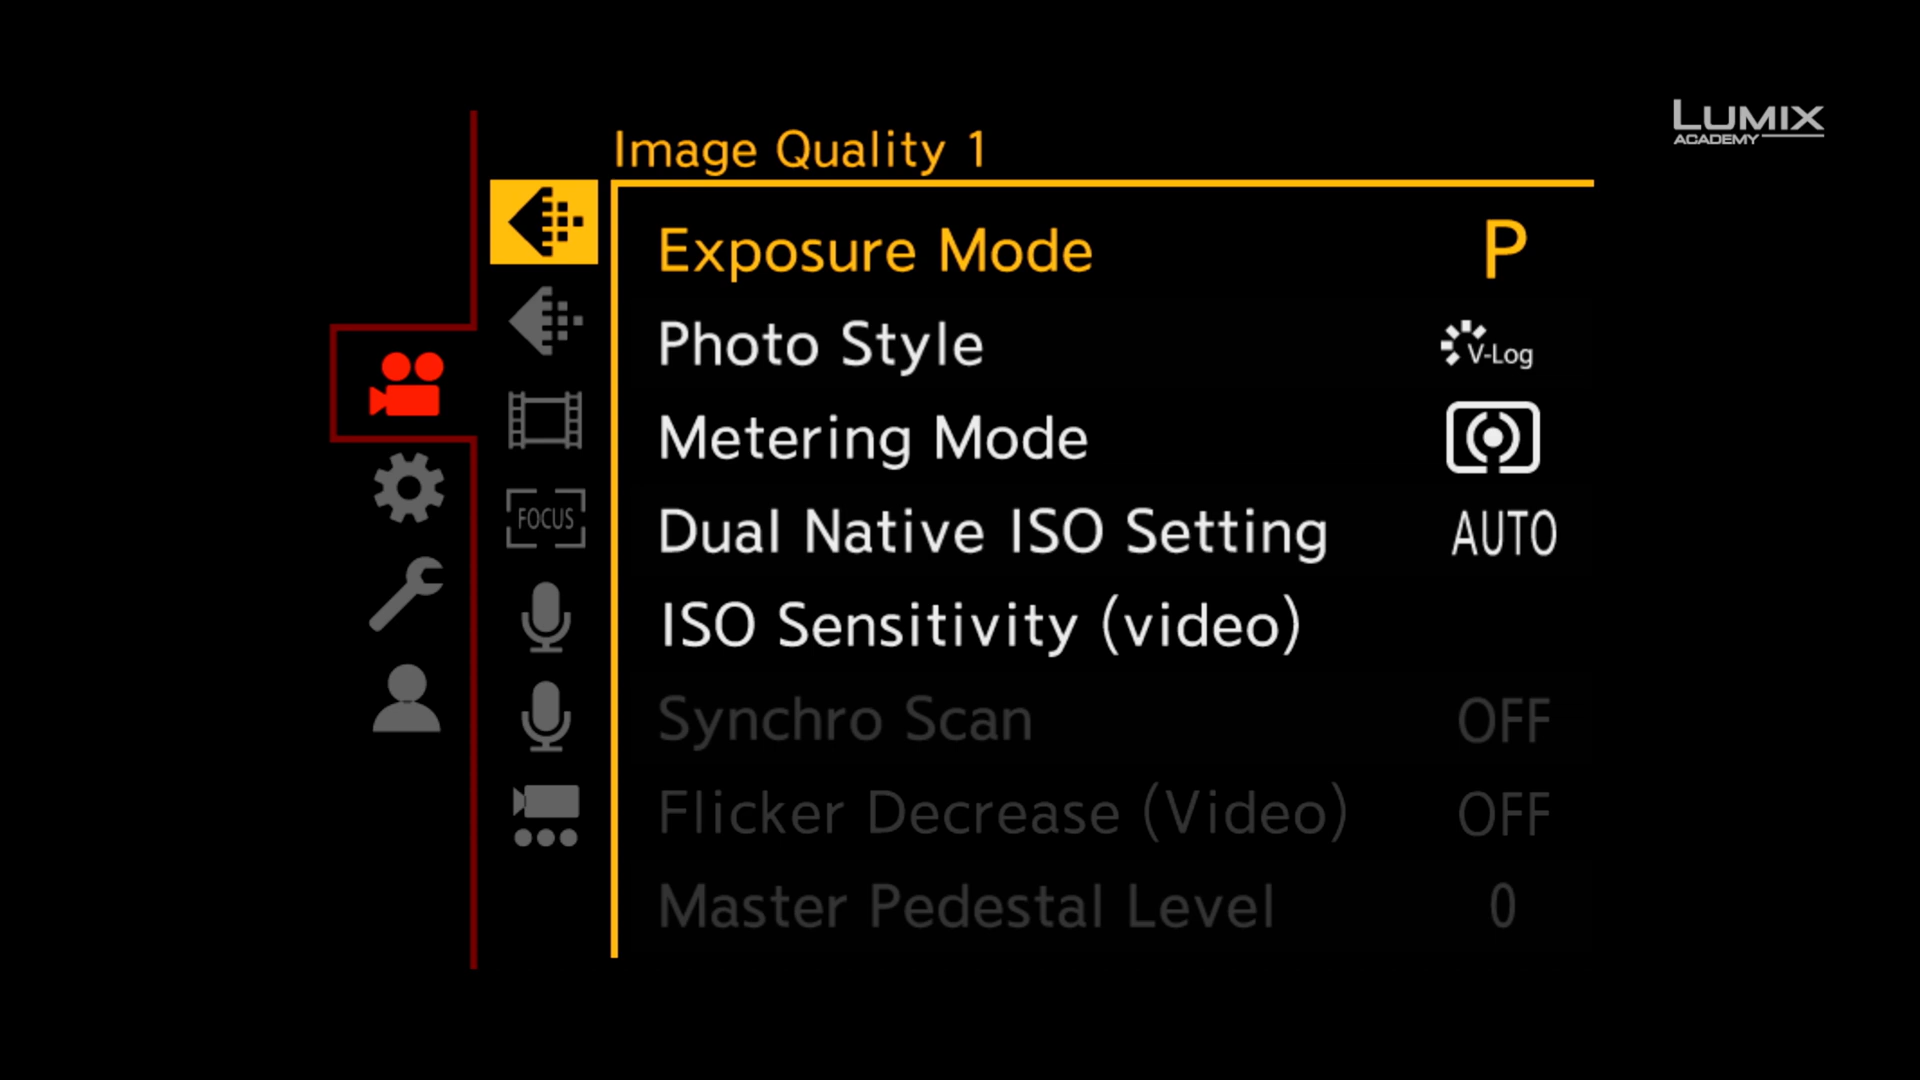 LUMIX
ACADEMY
Image Quality 1
Exposure Mode P
Photo Style V-Log
Metering Mode
Dual Native ISO Setting AUTO
FOCUS
ISO Sensitivity (video)
Synchro Scan OFF
Flicker Decrease (Video) OFF
Master Pedestal Level 0